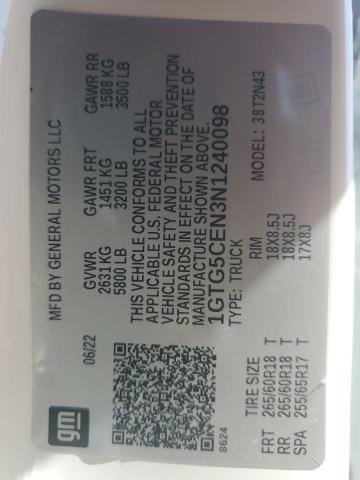 gm
MFD BY GENERAL MOTORS LLC
06/22
GVWR
2631 KG
5800 LB
GAWR FRT
1451 KG
3200 LB
GAWR RR
1588 KG
3500 LB
THIS VEHICLE CONFORMS TO ALL
APPLICABLE U.S. FEDERAL MOTOR
VEHICLE SAFETY AND THEFT PREVENTION
STANDARDS IN EFFECT ON THE DATE OF
MANUFACTURE SHOWN ABOVE.
1GTG5CEN3N1240098
TYPE: TRUCK
MODEL: 38T2N43
8624
TIRE SIZE RIM
FRT 265/60R18 T 18X8.5J
RR 265/60R18 T 18X8.5J
SPA 255/65R17 T 17X8J